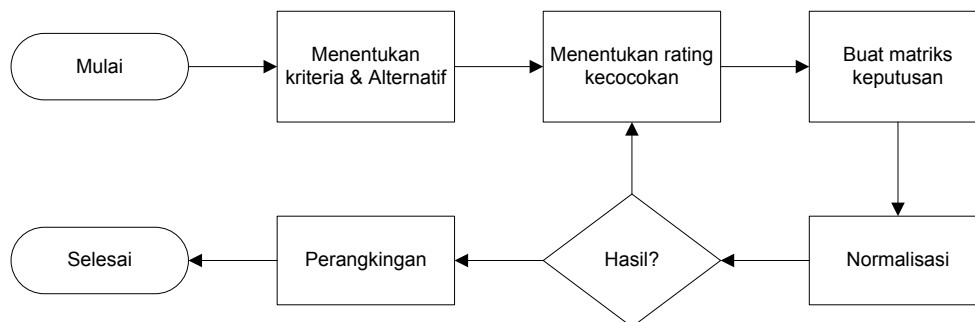 Mulai
Menentukan
kriteria & Alternatif
Menentukan rating
kecocokan
Buat matriks
keputusan
Normalisasi
Hasil?
Perangkingan
Selesai